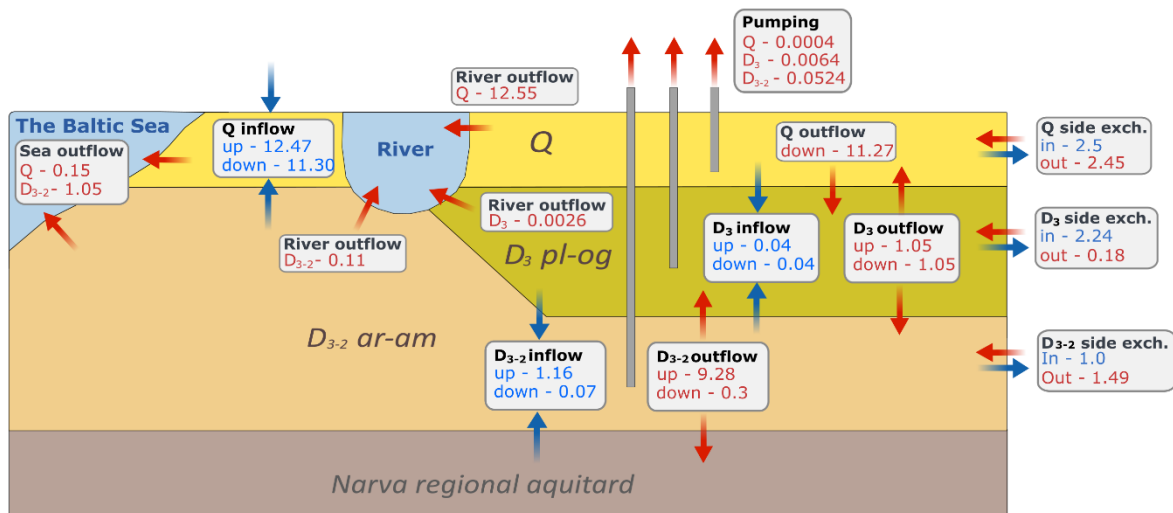 Pumping
Q - 0.0004
D₃ - 0.0064
D₃₋₂ - 0.0524
River outflow
Q - 12.55
The Baltic Sea
Sea outflow
Q - 0.15
D₃₋₂ - 1.05
Q inflow
up - 12.47
down - 11.30
River
Q
Q outflow
down - 11.27
Q side exch.
in - 2.5
out - 2.45
River outflow
D₃ - 0.0026
River outflow
D₃₋₂ - 0.11
D₃ pl-og
D₃ inflow
up - 0.04
down - 0.04
D₃ outflow
up - 1.05
down - 1.05
D₃ side exch.
in - 2.24
out - 0.18
D₃₋₂ ar-am
D₃₋₂ inflow
up - 1.16
down - 0.07
D₃₋₂ outflow
up - 9.28
down - 0.3
D₃₋₂ side exch.
In - 1.0
Out - 1.49
Narva regional aquitard